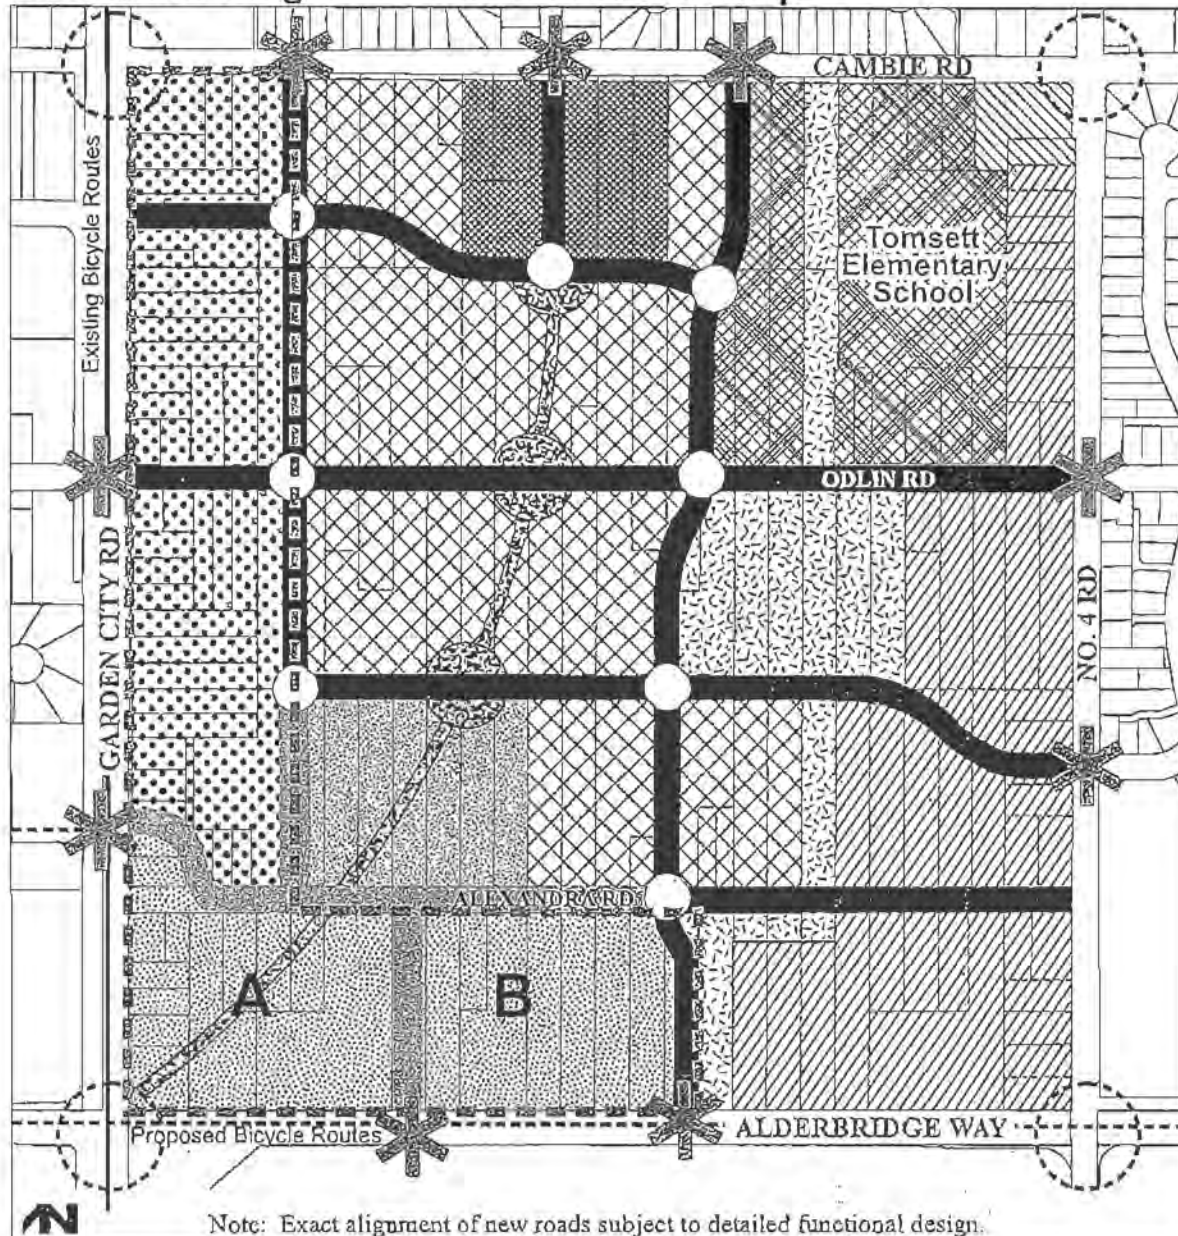 CAMBIE RD
Existing Bicycle Routes
Tomsett
Elementary
School
ODLIN RD
GARDEN CITY RD
NO. 4 RD
ALEXANDRA RD
A
B
Proposed Bicycle Routes
ALDERBRIDGE WAY
N
Note: Exact alignment of new roads subject to detailed functional design.